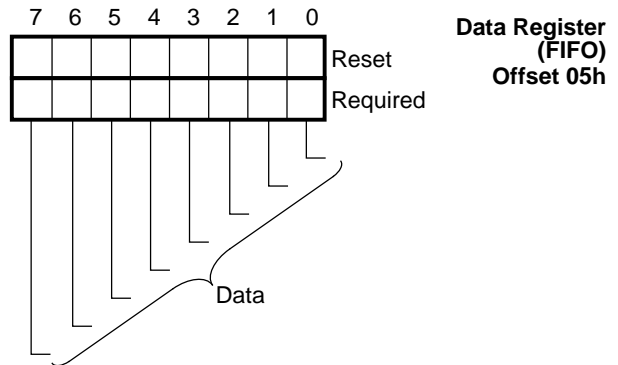 7 6 5 4 3 2 1 0
Data Register
(FIFO)
Offset 05h
Reset
Required
Data